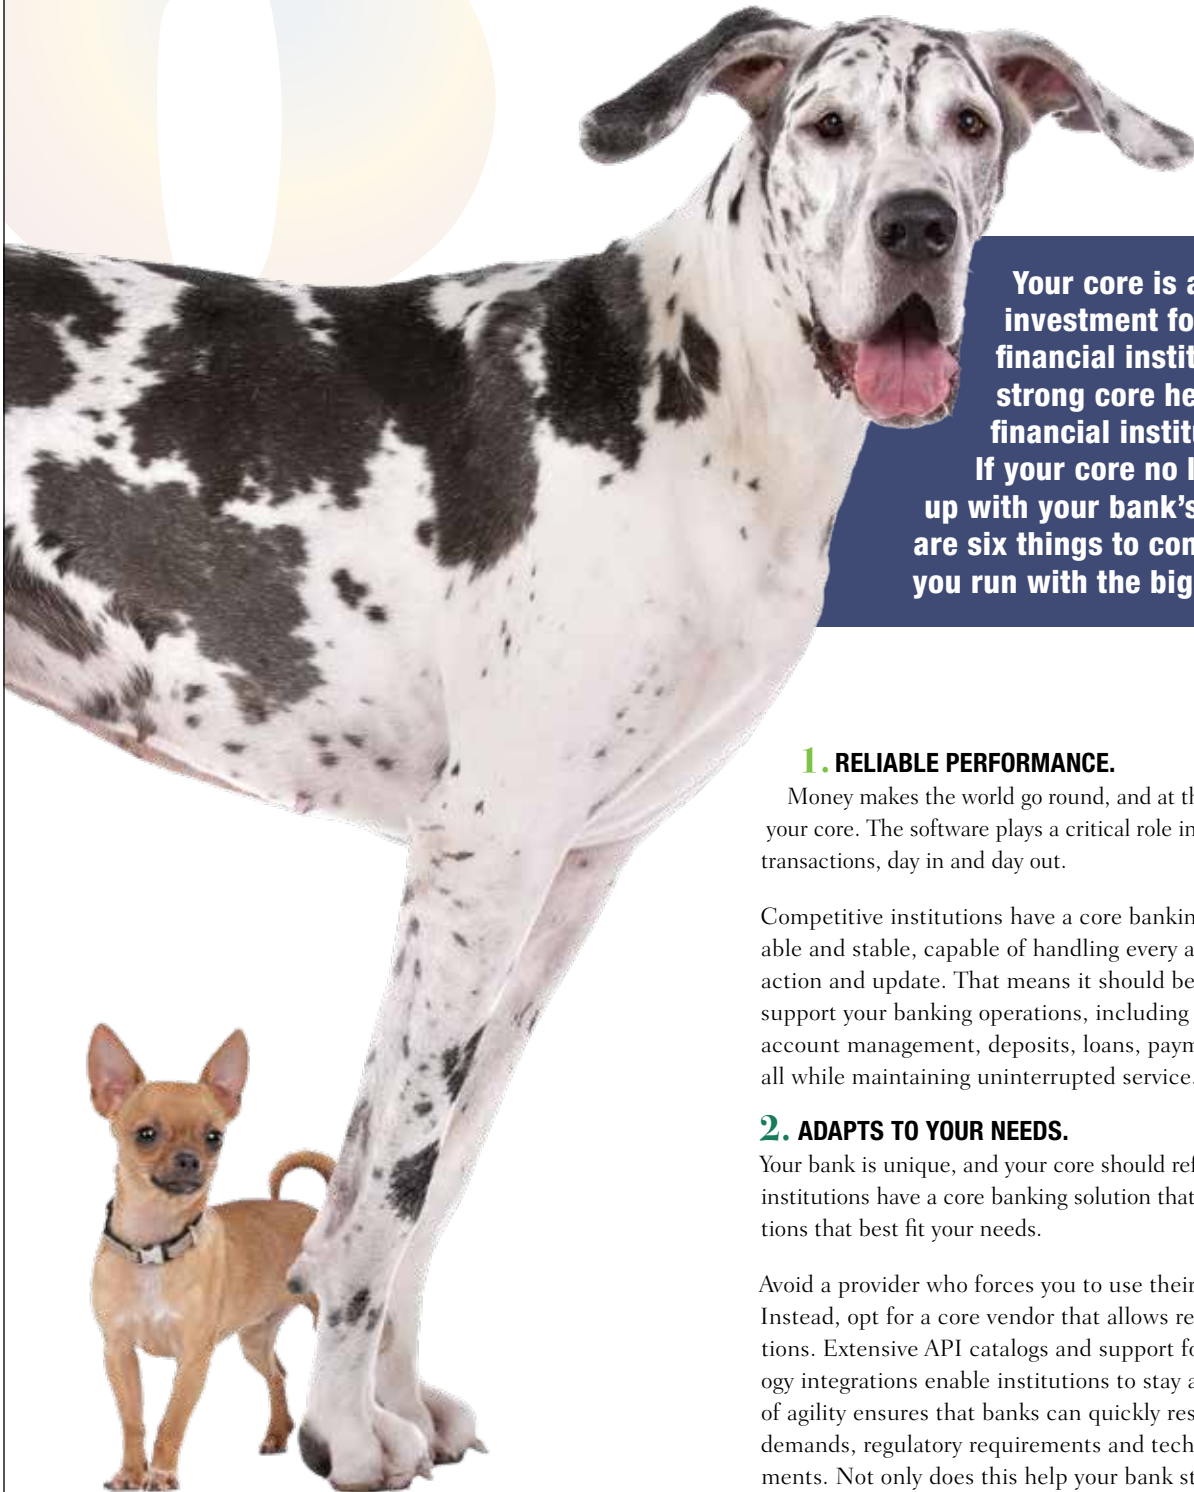 Your core is a
investment fo
financial instit
strong core he
financial instit
If your core no l
up with your bank's
are six things to con
you run with the big
1. RELIABLE PERFORMANCE.
Money makes the world go round, and at th
your core. The software plays a critical role in
transactions, day in and day out.
Competitive institutions have a core bankin
able and stable, capable of handling every a
action and update. That means it should be
support your banking operations, including
account management, deposits, loans, paym
all while maintaining uninterrupted service.
2. ADAPTS TO YOUR NEEDS.
Your bank is unique, and your core should ref
institutions have a core banking solution that
tions that best fit your needs.
Avoid a provider who forces you to use their
Instead, opt for a core vendor that allows re
tions. Extensive API catalogs and support fo
ogy integrations enable institutions to stay a
of agility ensures that banks can quickly res
demands, regulatory requirements and tech
ments. Not only does this help your bank st